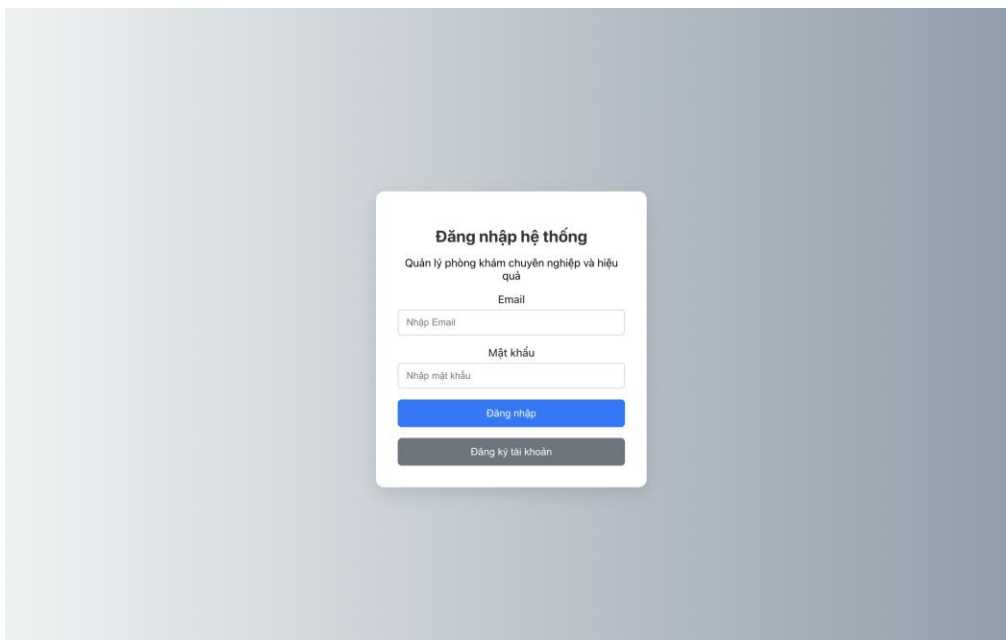 Đăng nhập hệ thống
Quản lý phòng khám chuyên nghiệp và hiệu
quả
Email
Nhập Email
Mật khẩu
Nhập mật khẩu
Đăng nhập
Đăng ký tài khoản